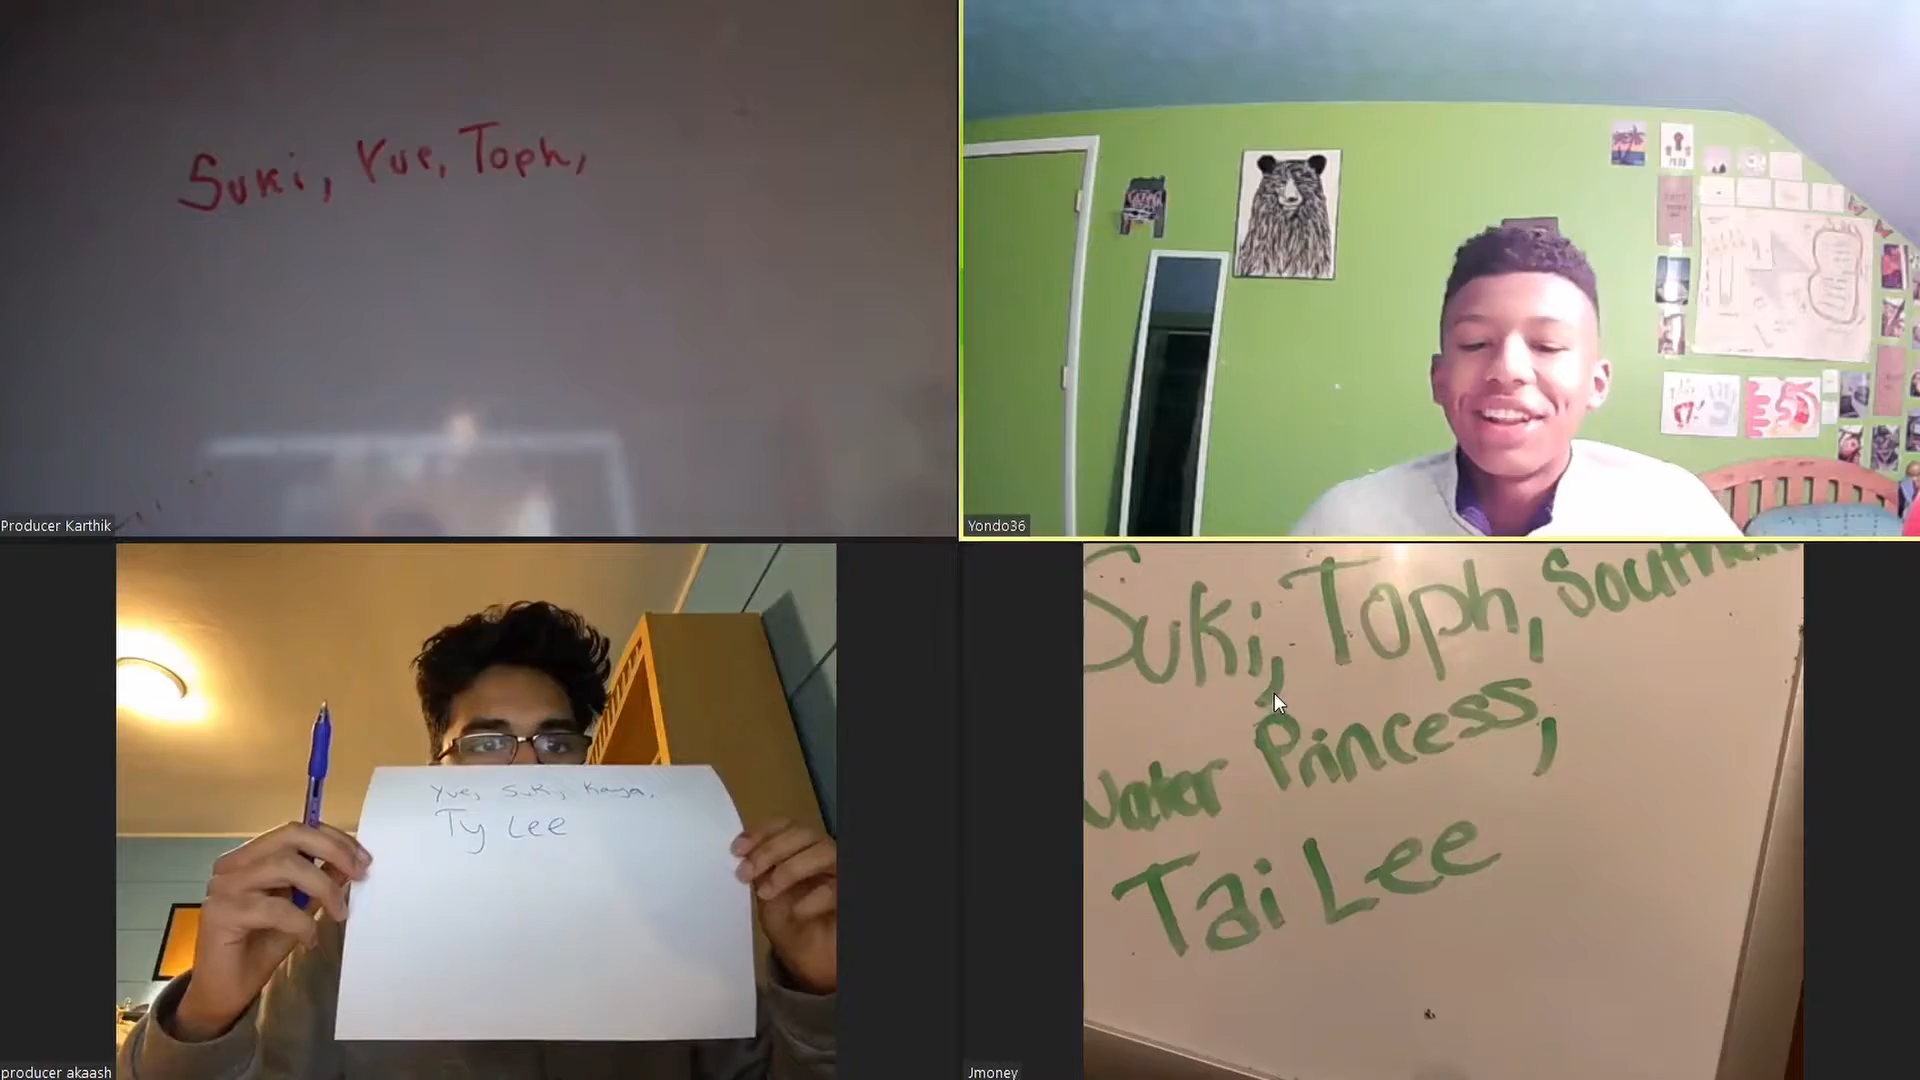 Suki, Yue, Toph,
Producer Karthik
Yondo36
Yue, Suki, Kaya,
Ty Lee
producer akaash
Suki, Toph, Southe
Water Princess,
Tai Lee
Jmoney